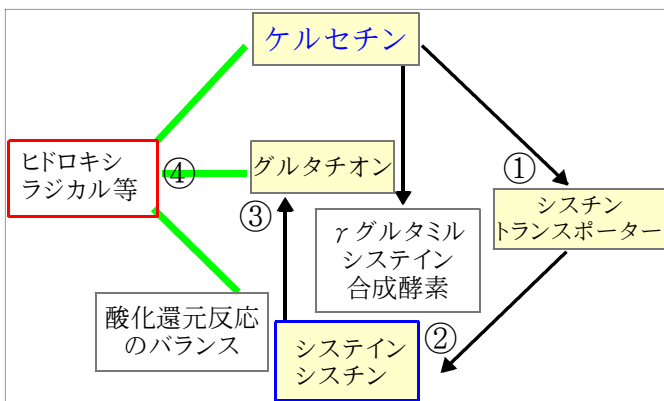 ケルセチン
ヒドロキシ
ラジカル等
④
グルタチオン
①
シスチン
トランスポーター
③
γグルタミル
システイン
合成酵素
酸化還元反応
のバランス
システイン
シスチン
②